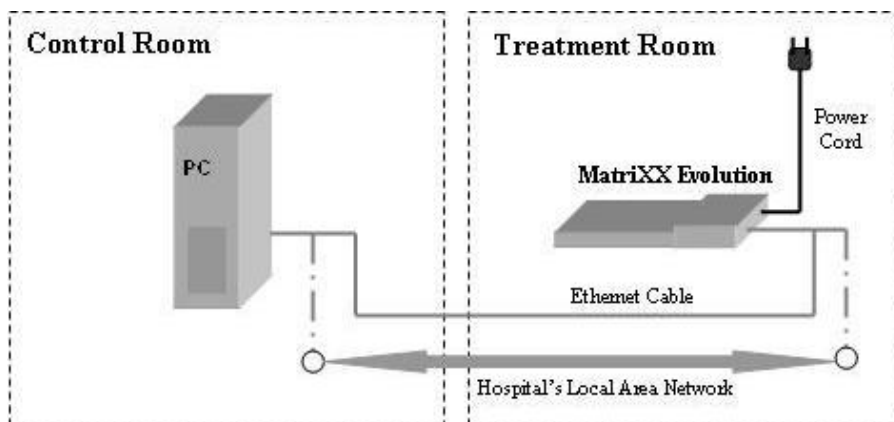 Control Room
Treatment Room
PC
Power
Cord
MatriXX Evolution
Ethernet Cable
Hospital's Local Area Network